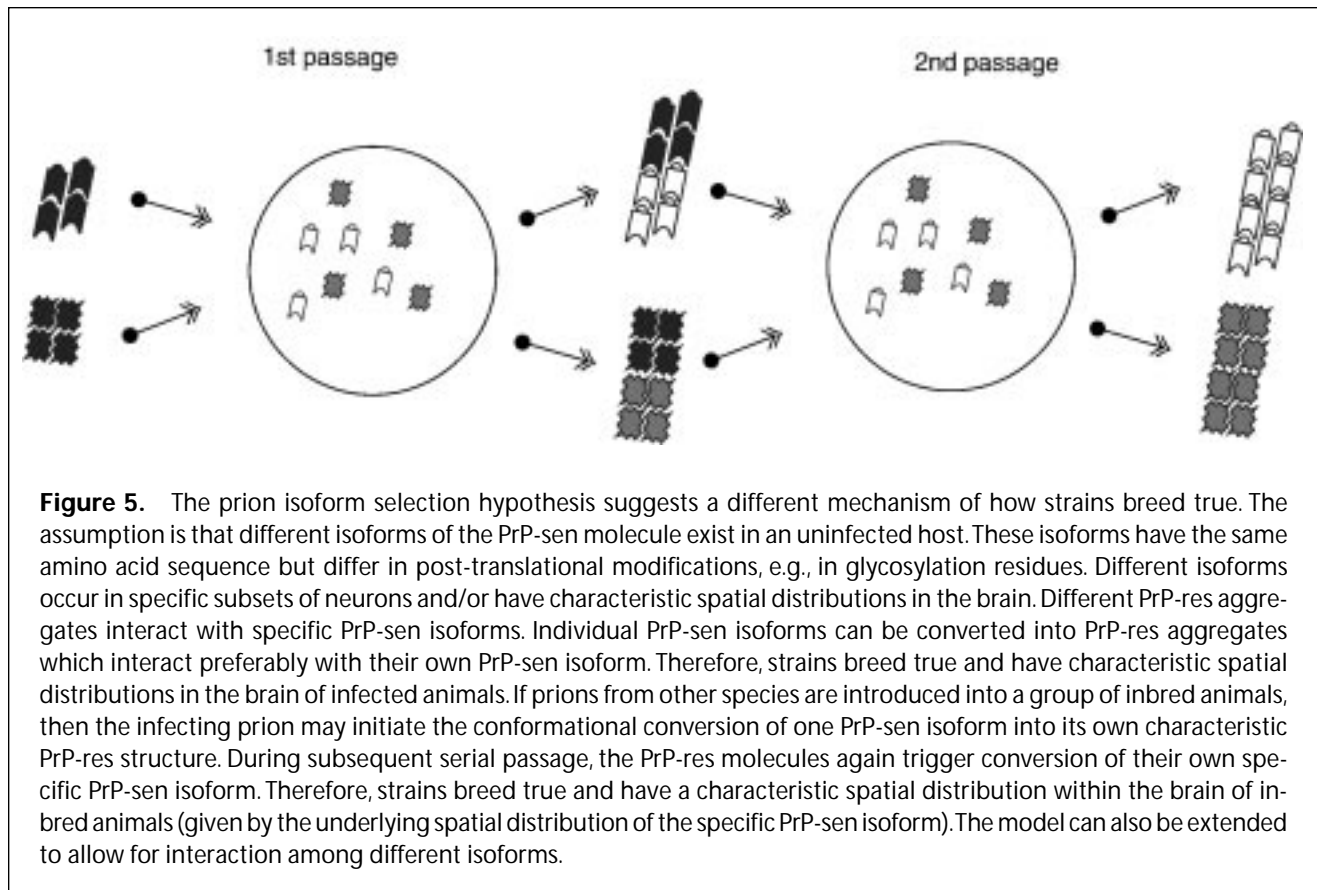 1st passage
2nd passage
Figure 5. The prion isoform selection hypothesis suggests a different mechanism of how strains breed true. The
assumption is that different isoforms of the PrP-sen molecule exist in an uninfected host. These isoforms have the same
amino acid sequence but differ in post-translational modifications, e.g., in glycosylation residues. Different isoforms
occur in specific subsets of neurons and/or have characteristic spatial distributions in the brain. Different PrP-res aggre-
gates interact with specific PrP-sen isoforms. Individual PrP-sen isoforms can be converted into PrP-res aggregates
which interact preferably with their own PrP-sen isoform. Therefore, strains breed true and have characteristic spatial
distributions in the brain of infected animals. If prions from other species are introduced into a group of inbred animals,
then the infecting prion may initiate the conformational conversion of one PrP-sen isoform into its own characteristic
PrP-res structure. During subsequent serial passage, the PrP-res molecules again trigger conversion of their own spe-
cific PrP-sen isoform. Therefore, strains breed true and have a characteristic spatial distribution within the brain of in-
bred animals (given by the underlying spatial distribution of the specific PrP-sen isoform). The model can also be extended
to allow for interaction among different isoforms.